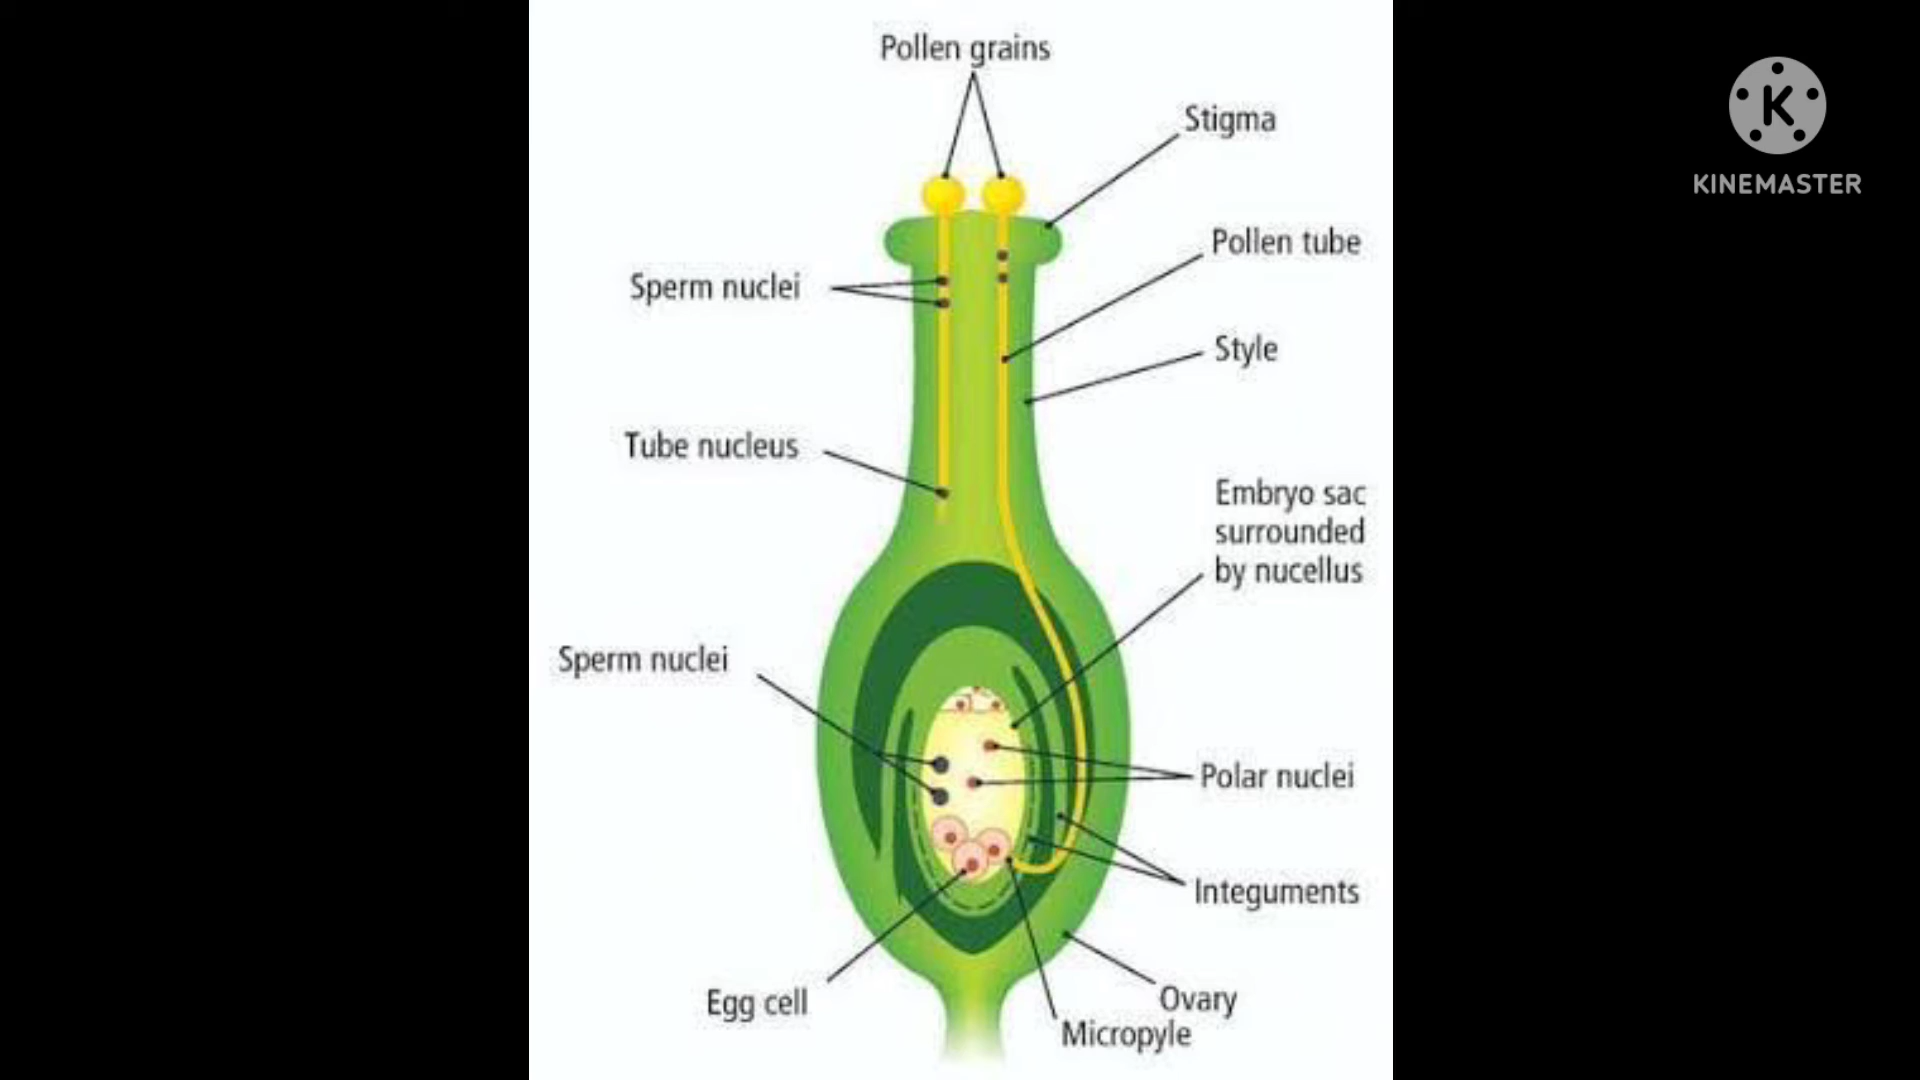 Pollen grains
Stigma
Pollen tube
Sperm nuclei
Style
Tube nucleus
Embryo sac
surrounded
by nucellus
Sperm nuclei
Polar nuclei
Integuments
Egg cell
Ovary
Micropyle
K
KINEMASTER